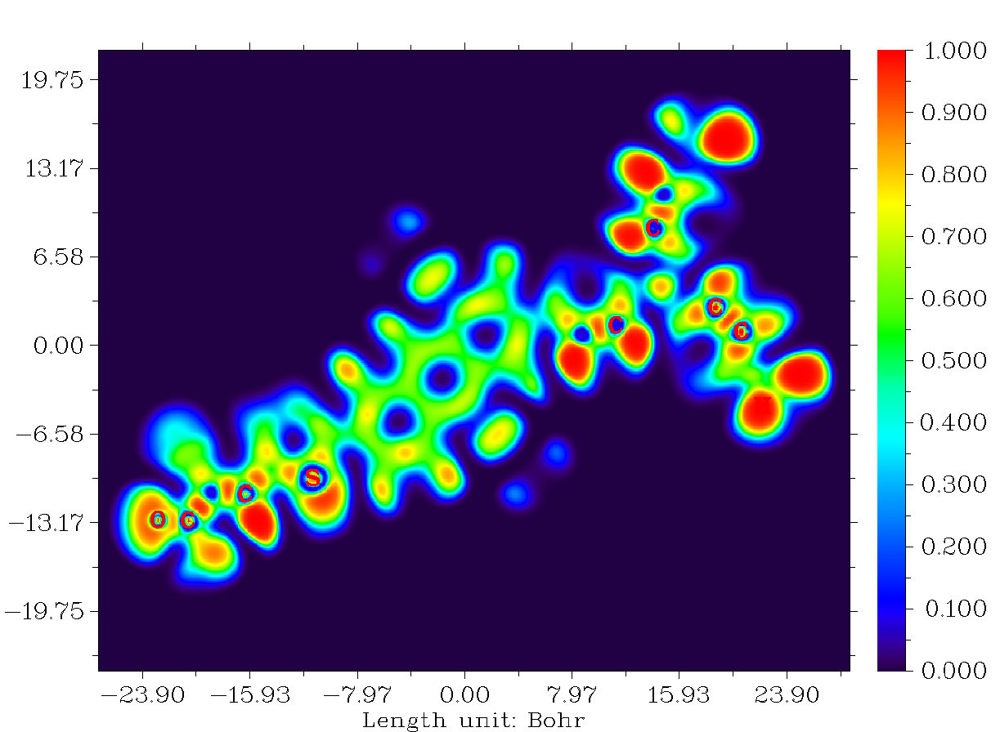 1.000
19.75
0.900
13.17
0.800
C
0.700
6.58
C
0.600
C
C
0.00
0.500
−6.58
0.400
S
0.300
C
O
C
−13.17
0.200
−19.75
0.100
0.000
−23.90 −15.93 −7.97 0.00 7.97 15.93 23.90
Length unit: Bohr